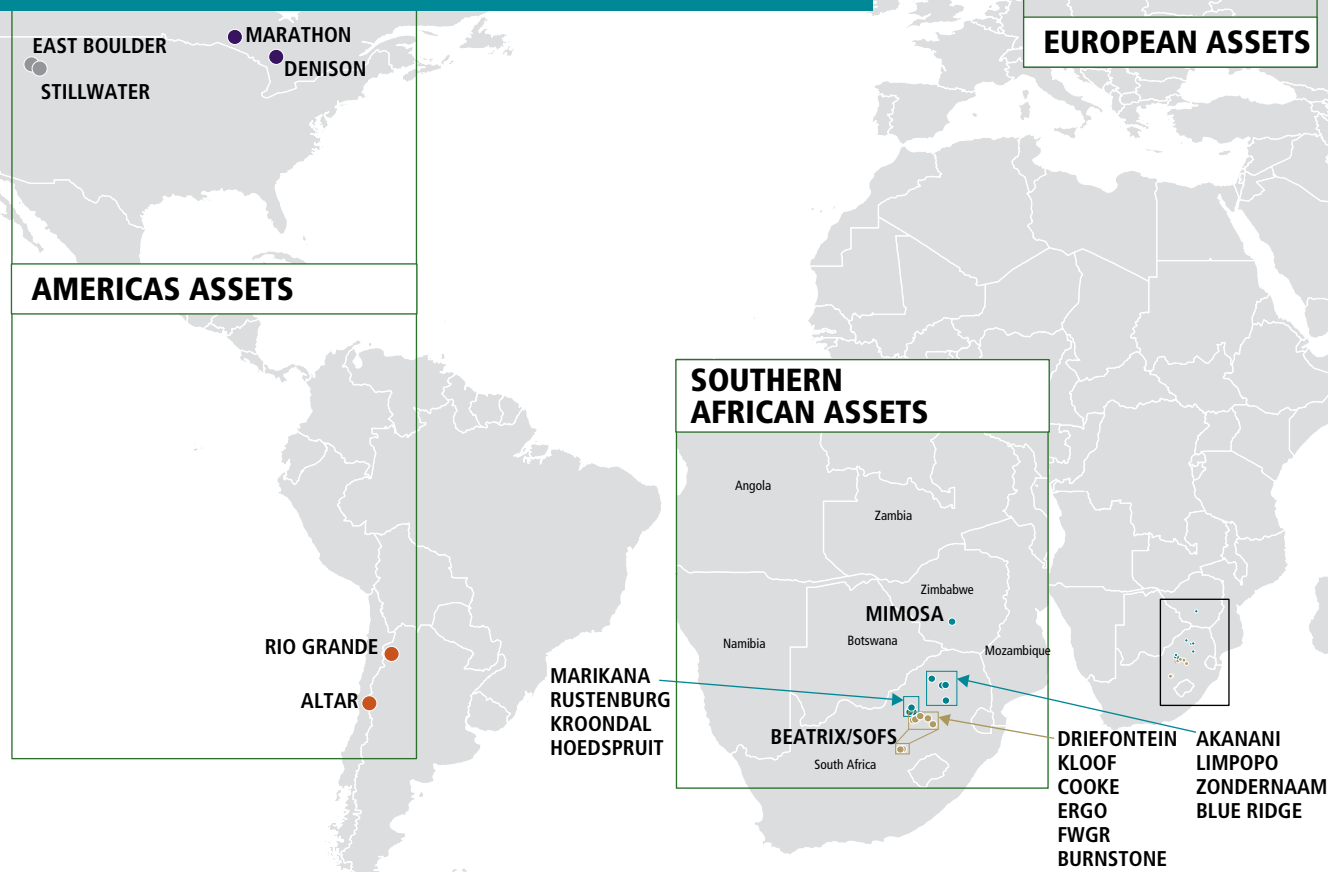 EAST BOULDER
STILLWATER
MARATHON
DENISON
AMERICAS ASSETS
RIO GRANDE
ALTAR
EUROPEAN ASSETS
SOUTHERN
AFRICAN ASSETS
Angola
Zambia
Zimbabwe
MIMOSA
Namibia
Botswana
Mozambique
BEATRIX/SOFS
South Africa
MARIKANA
RUSTENBURG
KROONDAL
HOEDSPRUIT
DRIEFONTEIN
KLOOF
COOKE
ERGO
FWGR
BURNSTONE
AKANANI
LIMPOPO
ZONDERNAAM
BLUE RIDGE